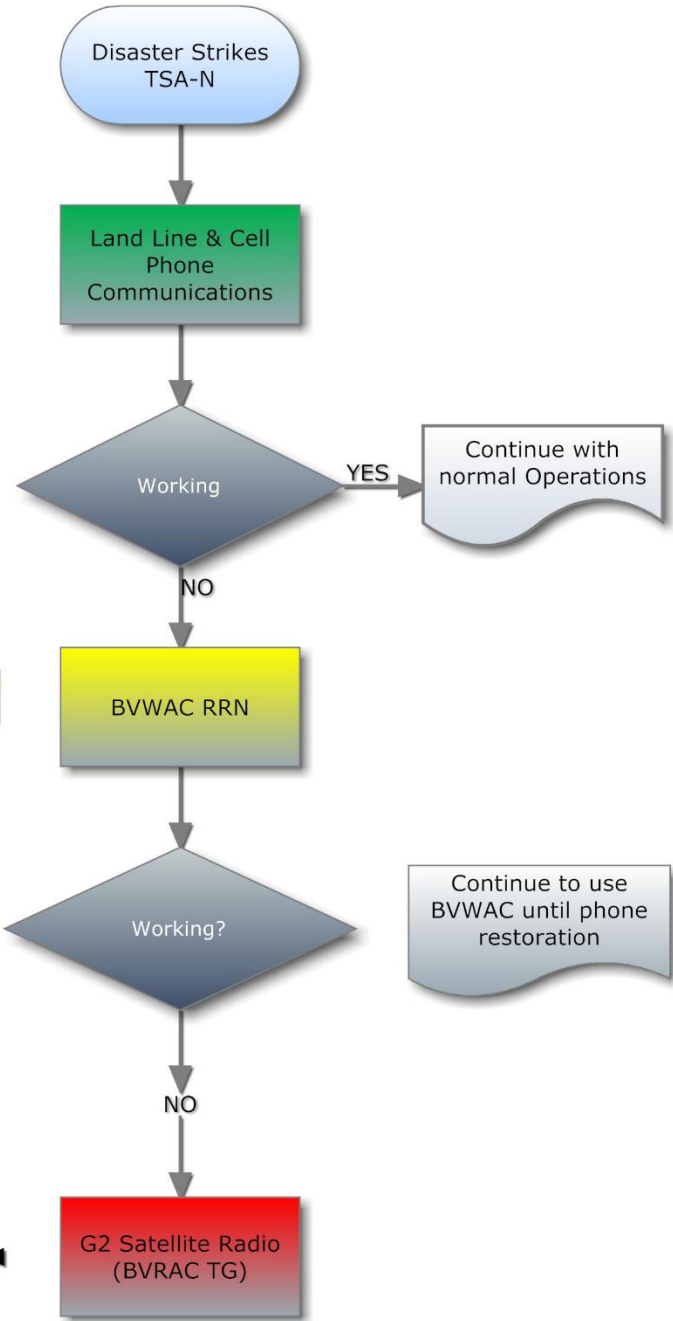 Disaster Strikes
TSA-N
Land Line & Cell
Phone
Communications
Working
YES
Continue with
normal Operations
NO
BVWAC RRN
Working?
Continue to use
BVWAC until phone
restoration
NO
G2 Satellite Radio
(BVRAC TG)